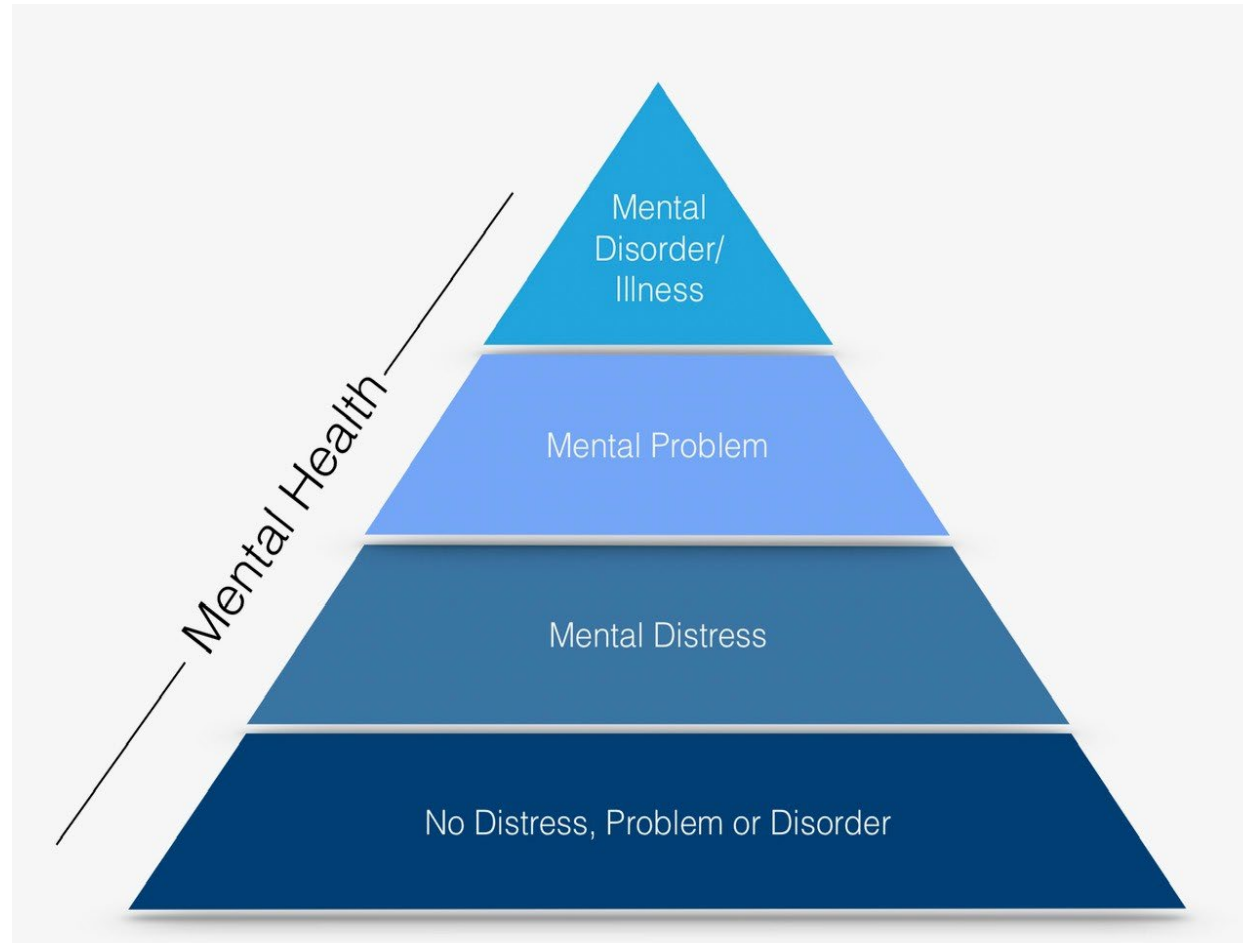 Mental
Disorder/
Illness
Mental Problem
Mental Distress
No Distress, Problem or Disorder
Mental Health